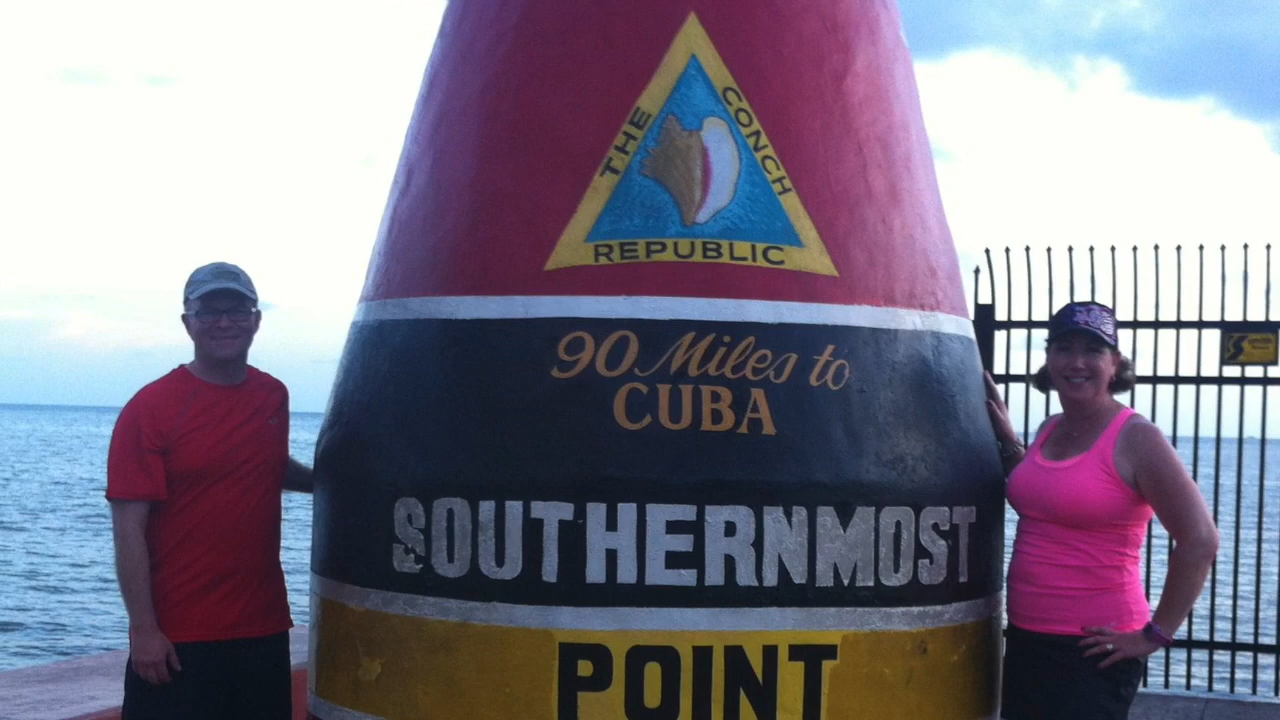 THE CONCH
REPUBLIC
90 Miles to
CUBA
SOUTHERNMOST
POINT